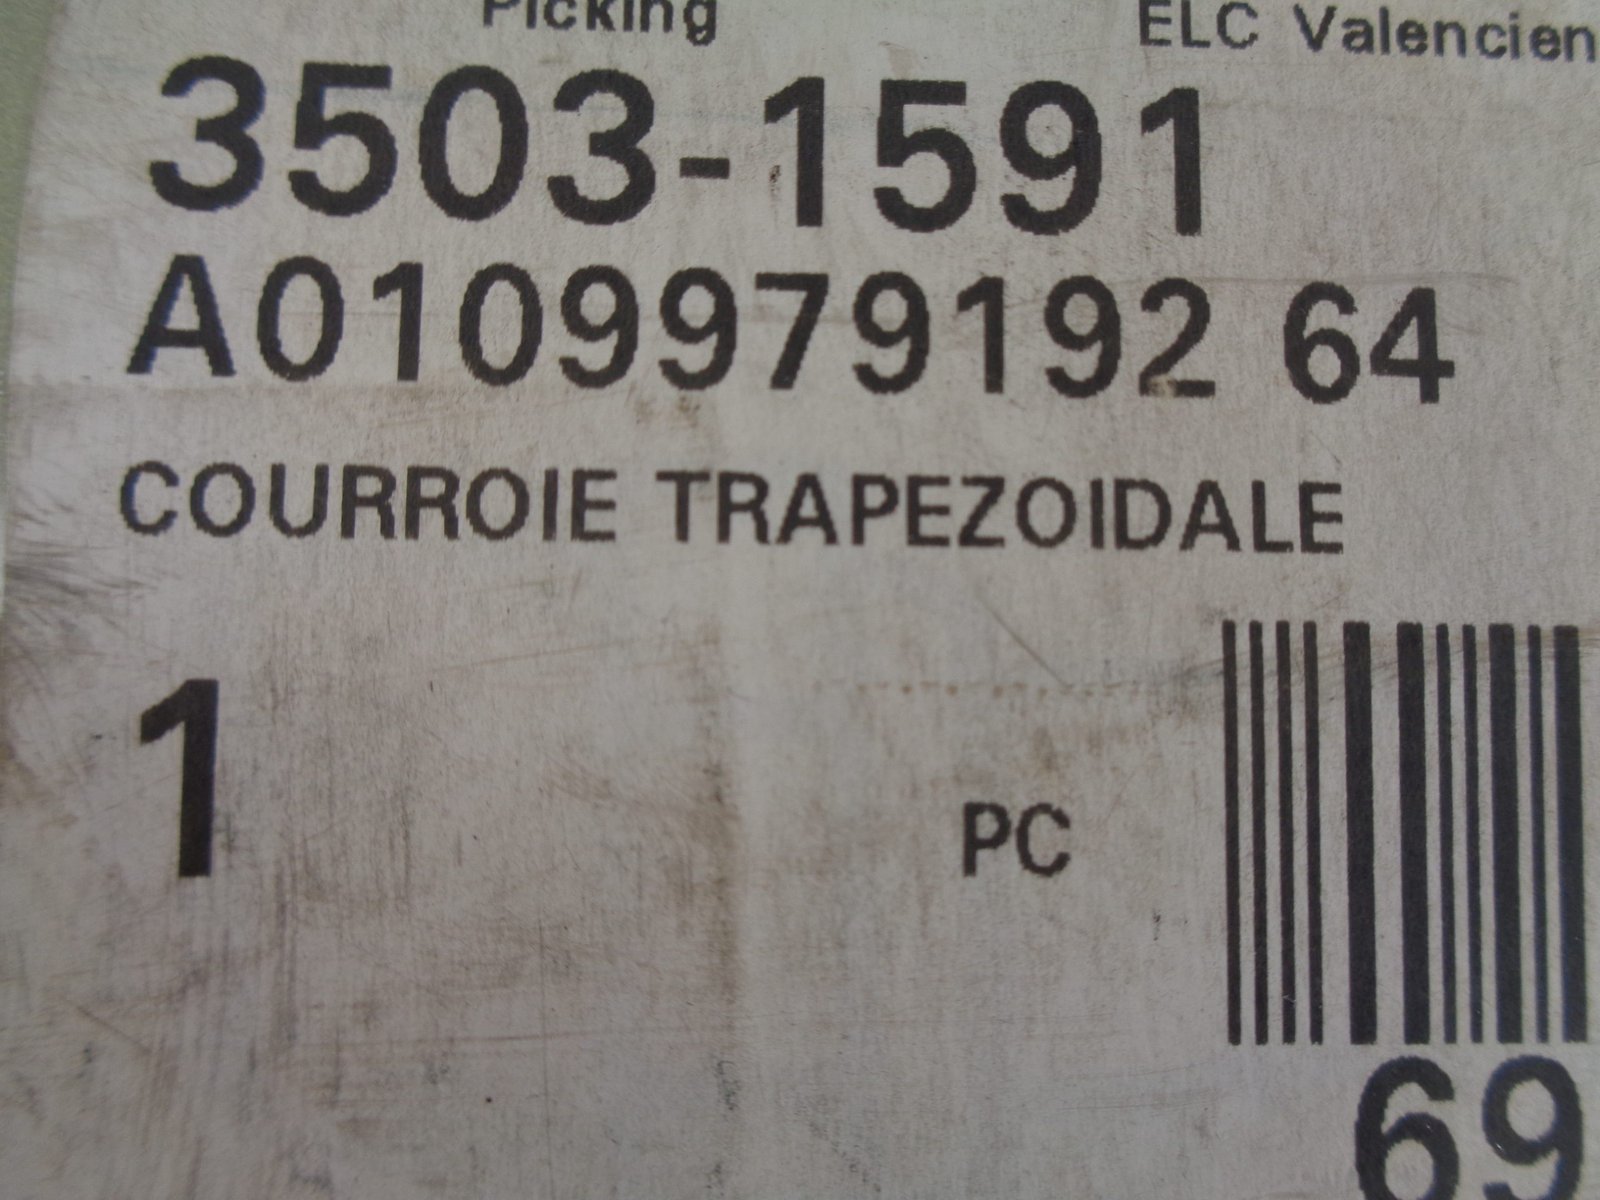 Picking ELC Valencien
3503-1591
A0109979192 64
COURROIE TRAPEZOIDALE
1 PC
69